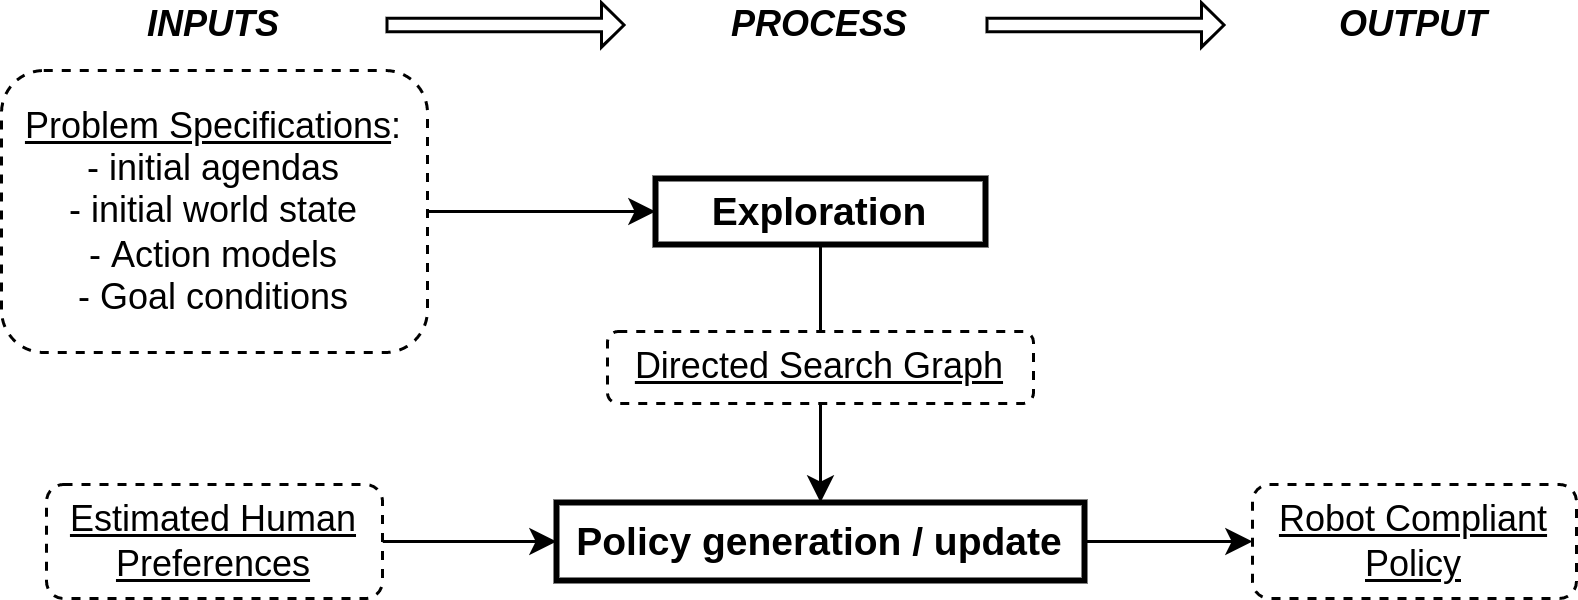 INPUTS
PROCESS
OUTPUT
Problem Specifications:
- initial agendas
- initial world state
- Action models
- Goal conditions
Exploration
Directed Search Graph
Estimated Human
Preferences
Policy generation / update
Robot Compliant
Policy